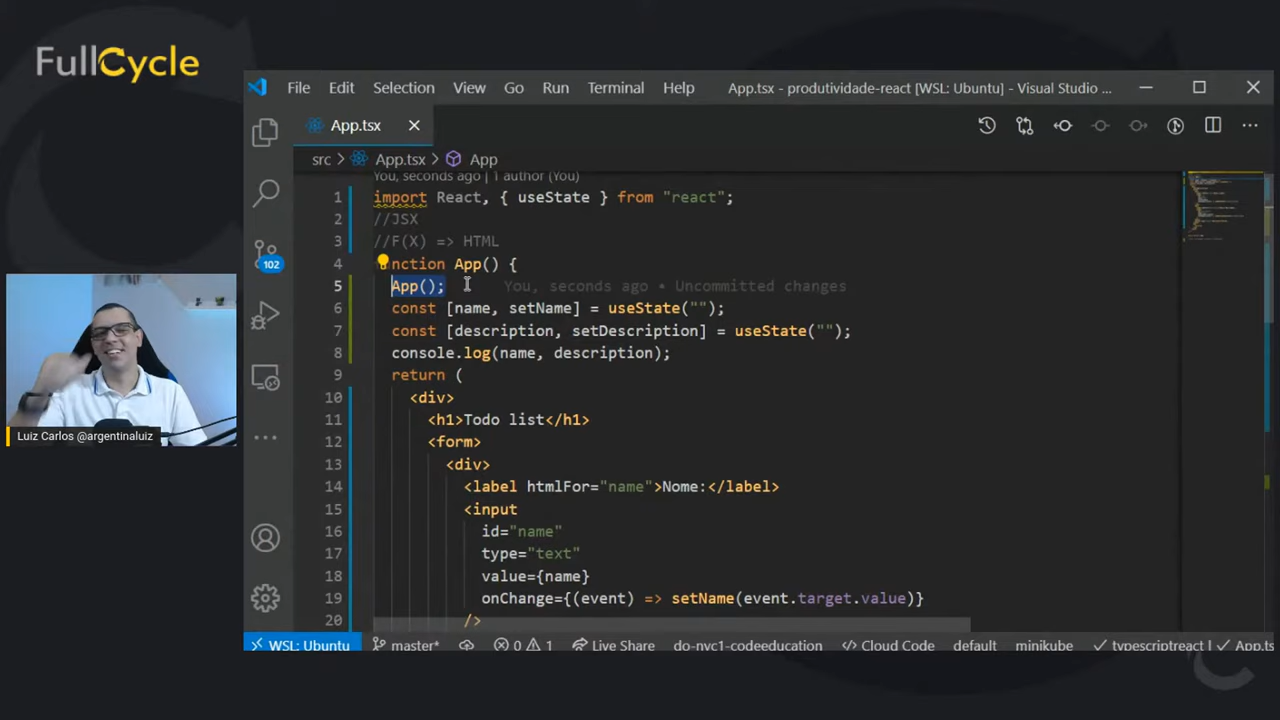 FullCycle
File Edit Selection View Go Run Terminal Help App.tsx - produtividade-react [WSL: Ubuntu] - Visual Studio ...
App.tsx
src > App.tsx > App
You, seconds ago | 1 author (You)
1 import React, { useState } from "react";
2 //JSX
3 //F(X) => HTML
4 nction App() {
5 App(); You, seconds ago • Uncommitted changes
6 const [name, setName] = useState("");
7 const [description, setDescription] = useState("");
8 console.log(name, description);
9 return (
10 <div>
11 <h1>Todo list</h1>
12 <form>
13 <div>
14 <label htmlFor="name">Nome:</label>
15 <input
16 id="name"
17 type="text"
18 value={name}
19 onChange={(event) => setName(event.target.value)}
20 />
102
Luiz Carlos @argentinaluiz
WSL: Ubuntu master* 0 1 Live Share do-nyc1-codeeducation Cloud Code default minikube typescriptreact App.ts